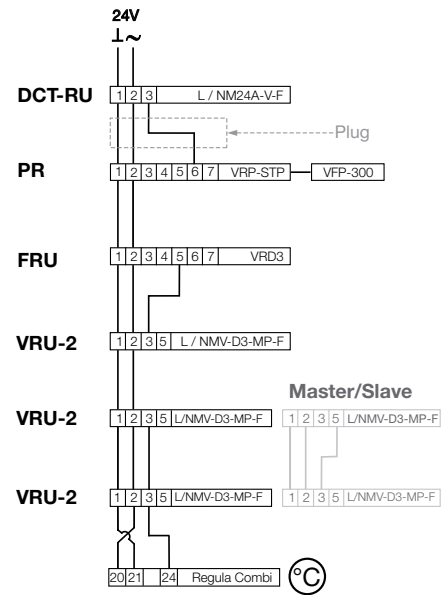 24V
⊥ ~
DCT-RU 1 2 3 L / NM24A-V-F
Plug
PR 1 2 3 4 5 6 7 VRP-STP VFP-300
FRU 1 2 3 4 5 6 7 VRD3
VRU-2 1 2 3 5 L / NMV-D3-MP-F
Master/Slave
VRU-2 1 2 3 5 L/NMV-D3-MP-F 1 2 3 5 L/NMV-D3-MP-F
VRU-2 1 2 3 5 L/NMV-D3-MP-F 1 2 3 5 L/NMV-D3-MP-F
20 21 24 Regula Combi °C